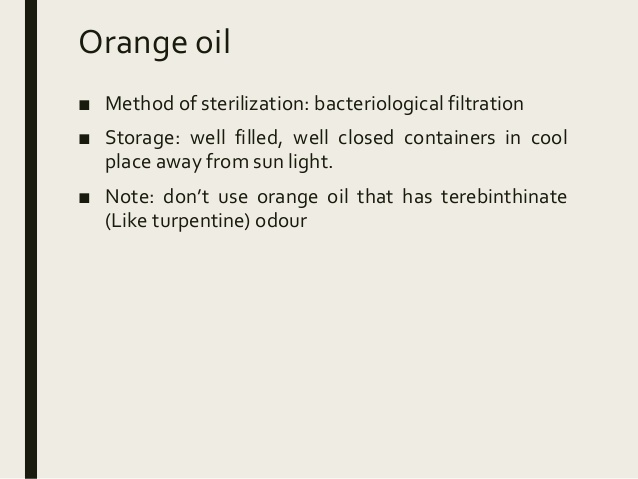 Orange oil
■ Method of sterilization: bacteriological filtration
■ Storage: well filled, well closed containers in cool
place away from sun light.
■ Note: don’t use orange oil that has terebinthinate
(Like turpentine) odour